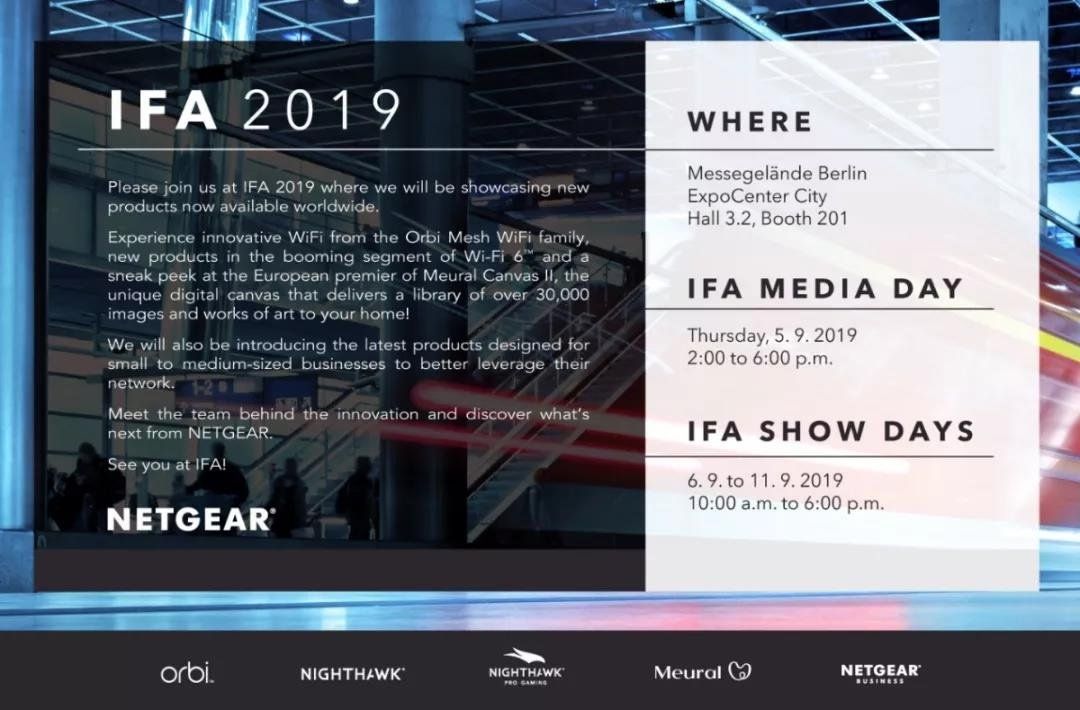 IFA 2019
Please join us at IFA 2019 where we will be showcasing new
products now available worldwide.
Experience innovative WiFi from the Orbi Mesh WiFi family,
new products in the booming segment of Wi-Fi 6™ and a
sneak peek at the European premier of Meural Canvas II, the
unique digital canvas that delivers a library of over 30,000
images and works of art to your home!
We will also be introducing the latest products designed for
small to medium-sized businesses to better leverage their
network.
Meet the team behind the innovation and discover what's
next from NETGEAR.
See you at IFA!
NETGEAR®
WHERE
Messegelände Berlin
ExpoCenter City
Hall 3.2, Booth 201
IFA MEDIA DAY
Thursday, 5. 9. 2019
2:00 to 6:00 p.m.
IFA SHOW DAYS
6. 9. to 11. 9. 2019
10:00 a.m. to 6:00 p.m.
1-2
orbi™
NIGHTHAWK®
NIGHTHAWK®
PRO GAMING
Meural
NETGEAR®
BUSINESS